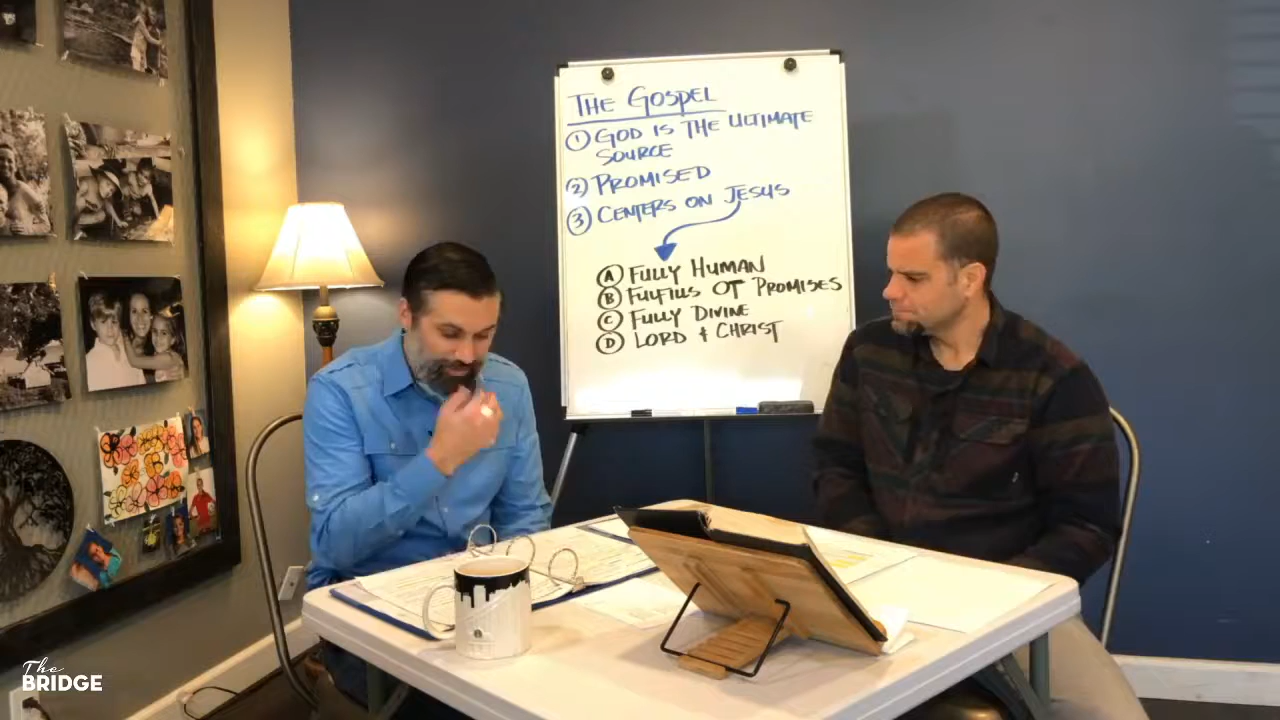 THE GOSPEL
① GOD IS THE ULTIMATE
SOURCE
② PROMISED
③ CENTERS ON JESUS
Ⓐ FULLY HUMAN
Ⓑ FULFILLS OT PROMISES
Ⓒ FULLY DIVINE
Ⓓ LORD + CHRIST
The
BRIDGE